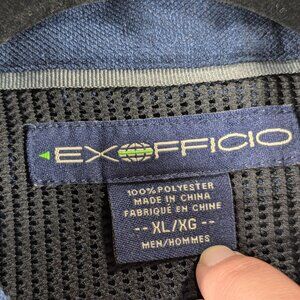 EXOFFICIO
100% POLYESTER
MADE IN CHINA
FABRIQUÉ EN CHINE
-- XL/XG --
MEN/HOMMES